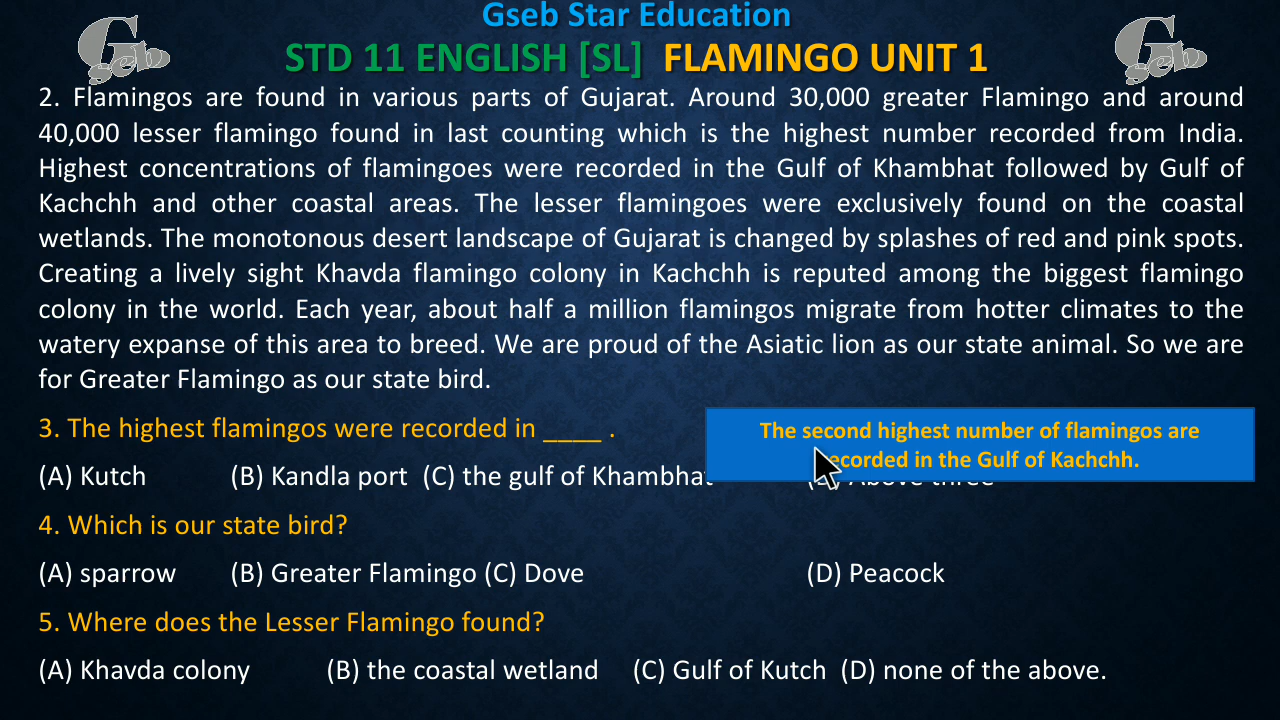 Gseb Star Education
Gseb
STD 11 ENGLISH [SL] FLAMINGO UNIT 1
Gseb
2. Flamingos are found in various parts of Gujarat. Around 30,000 greater Flamingo and around
40,000 lesser flamingo found in last counting which is the highest number recorded from India.
Highest concentrations of flamingoes were recorded in the Gulf of Khambhat followed by Gulf of
Kachchh and other coastal areas. The lesser flamingoes were exclusively found on the coastal
wetlands. The monotonous desert landscape of Gujarat is changed by splashes of red and pink spots.
Creating a lively sight Khavda flamingo colony in Kachchh is reputed among the biggest flamingo
colony in the world. Each year, about half a million flamingos migrate from hotter climates to the
watery expanse of this area to breed. We are proud of the Asiatic lion as our state animal. So we are
for Greater Flamingo as our state bird.
3. The highest flamingos were recorded in ____ .
The second highest number of flamingos are
recorded in the Gulf of Kachchh.
(A) Kutch (B) Kandla port (C) the gulf of Khambhat (D) Above three
4. Which is our state bird?
(A) sparrow (B) Greater Flamingo (C) Dove (D) Peacock
5. Where does the Lesser Flamingo found?
(A) Khavda colony (B) the coastal wetland (C) Gulf of Kutch (D) none of the above.